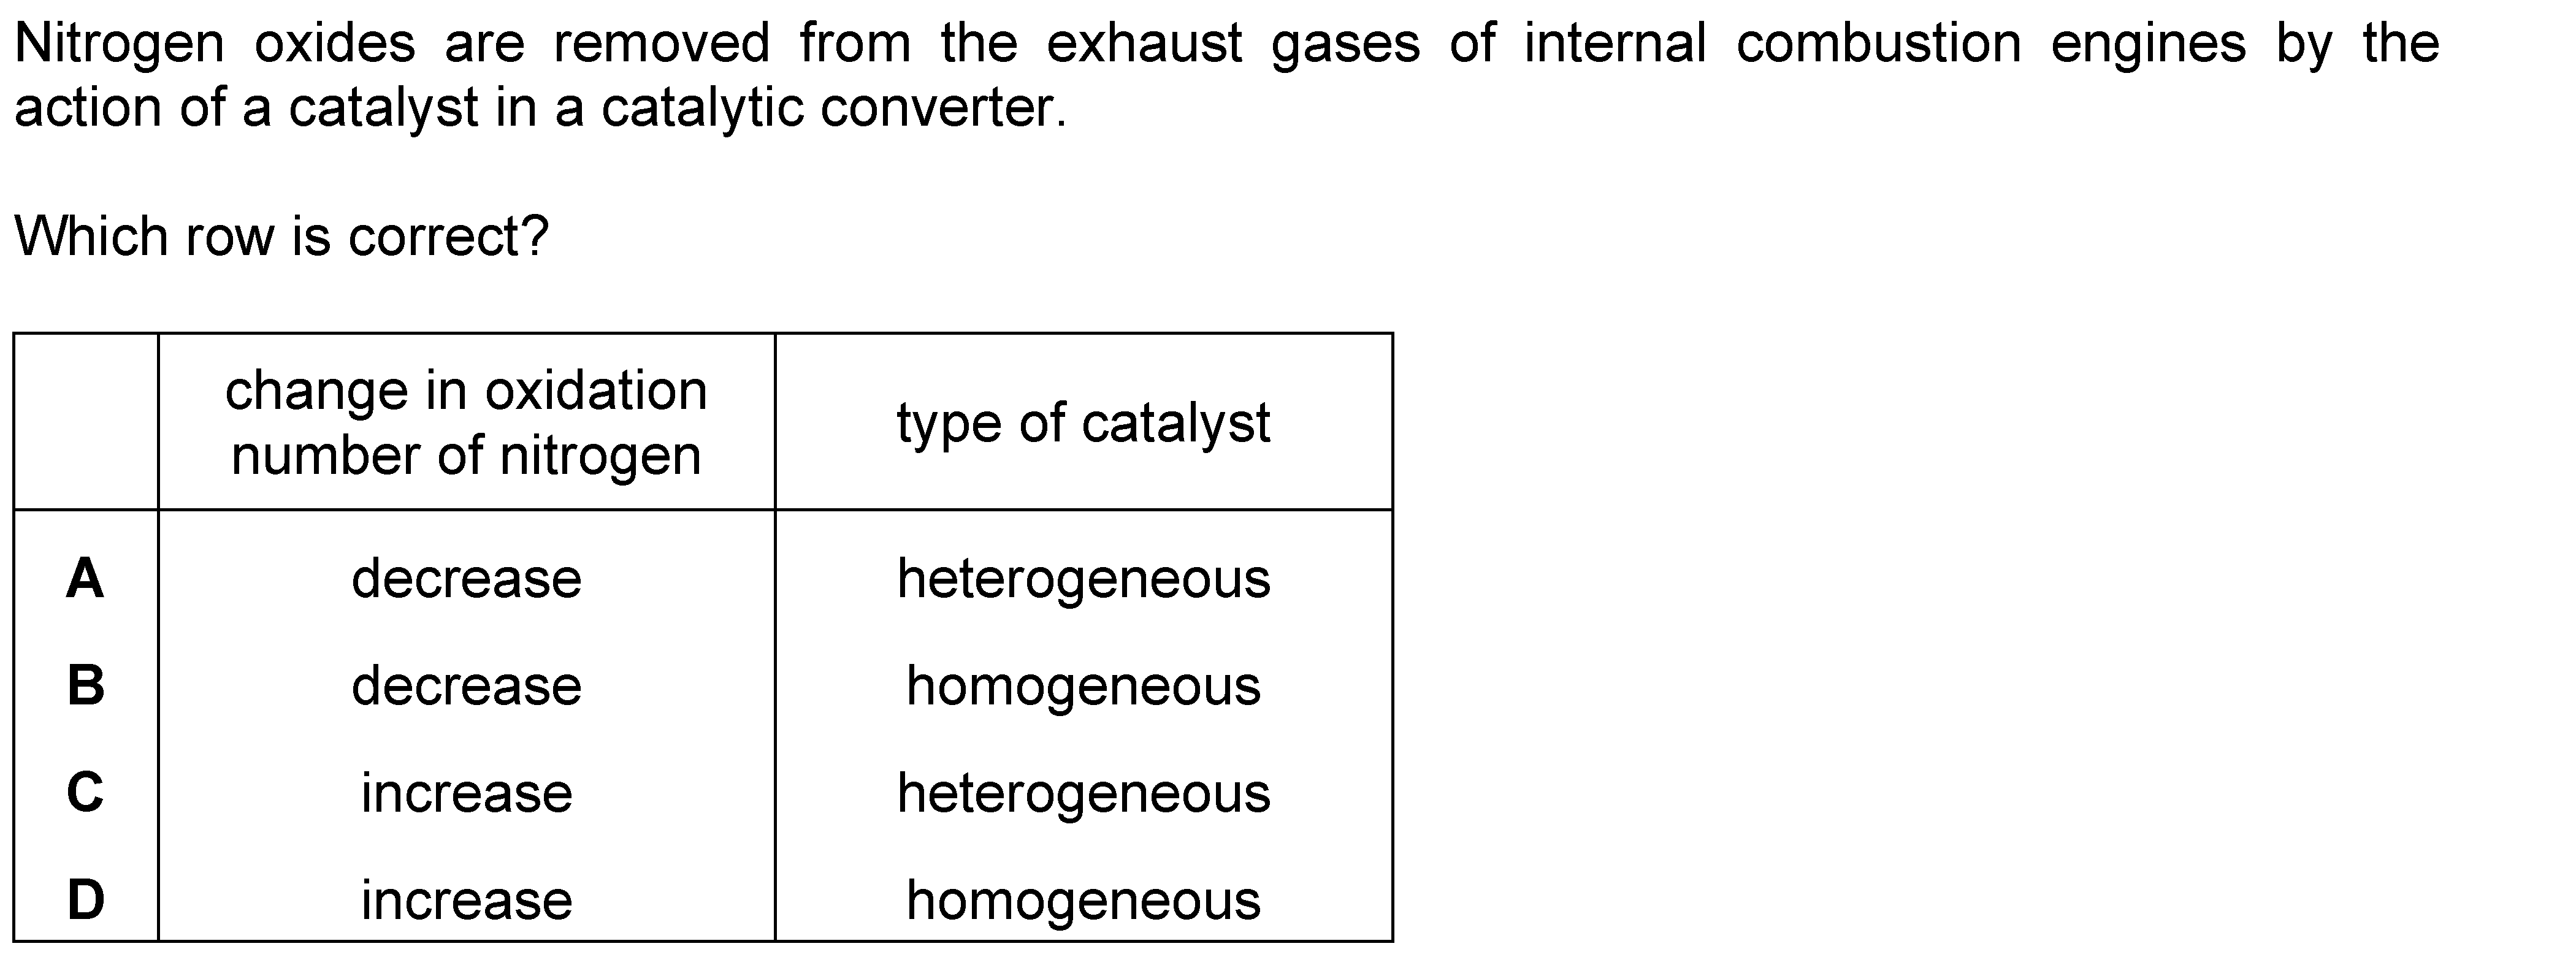 Nitrogen oxides are removed from the exhaust gases of internal combustion engines by the
action of a catalyst in a catalytic converter.
Which row is correct?
change in oxidation
number of nitrogen
type of catalyst
A decrease heterogeneous
B decrease homogeneous
C increase heterogeneous
D increase homogeneous